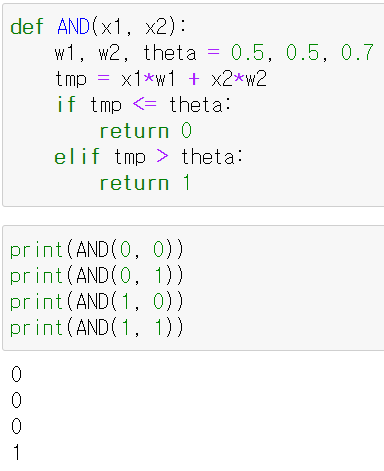 def AND(x1, x2):
    w1, w2, theta = 0.5, 0.5, 0.7
    tmp = x1*w1 + x2*w2
    if tmp <= theta:
        return 0
    elif tmp > theta:
        return 1
print(AND(0, 0))
print(AND(0, 1))
print(AND(1, 0))
print(AND(1, 1))
0
0
0
1